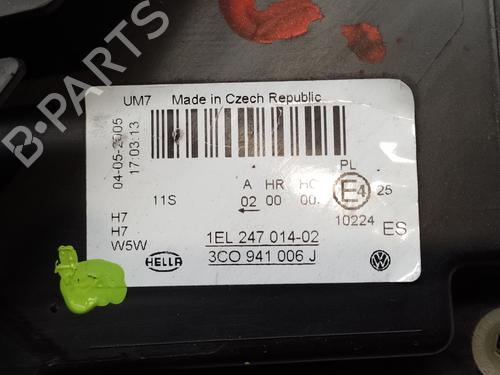 UM7 Made in Czech Republic
04-05-2005
17:03:13
PL
11S
A HR HC
02 00 00.
E4 25
10224
H7
H7
W5W
ES
1EL 247 014-02
HELLA
3C0 941 006 J
VW
B-PARTS